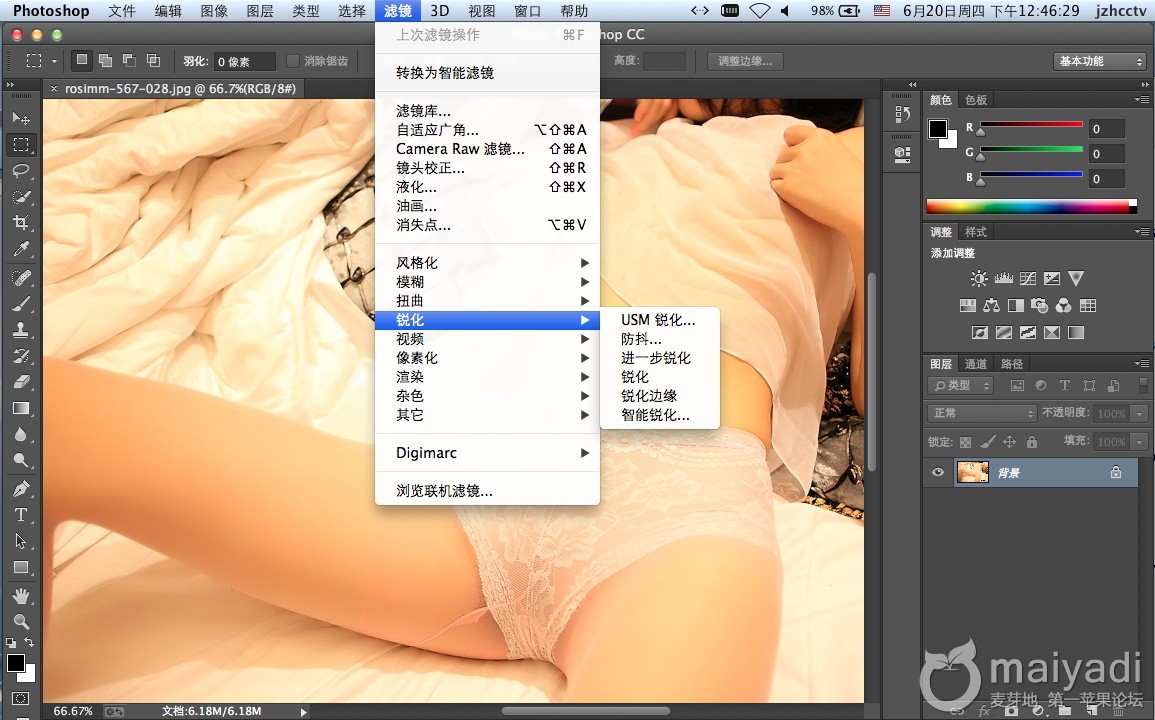 Photoshop 文件 编辑 图像 图层 类型 选择 滤镜 3D 视图 窗口 帮助 98% 6月20日周四 下午12:46:29 jzhcctv
shop CC
羽化: 0 像素 消除锯齿 高度: 调整边缘... 基本功能
× rosimm-567-028.jpg @ 66.7%(RGB/8#)
上次滤镜操作 ⌘F
转换为智能滤镜
滤镜库...
自适应广角... ⌥⇧⌘A
Camera Raw 滤镜... ⇧⌘A
镜头校正... ⇧⌘R
液化... ⇧⌘X
油画...
消失点... ⌥⌘V
风格化
模糊
扭曲
锐化
视频
像素化
渲染
杂色
其它
Digimarc
浏览联机滤镜...
USM 锐化...
防抖...
进一步锐化
锐化
锐化边缘
智能锐化...
颜色 色板
R 0
G 0
B 0
调整 样式
添加调整
图层 通道 路径
类型
正常 不透明度: 100%
锁定: 填充: 100%
背景
66.67% 文档:6.18M/6.18M
maiyadi
麦芽地 第一苹果论坛